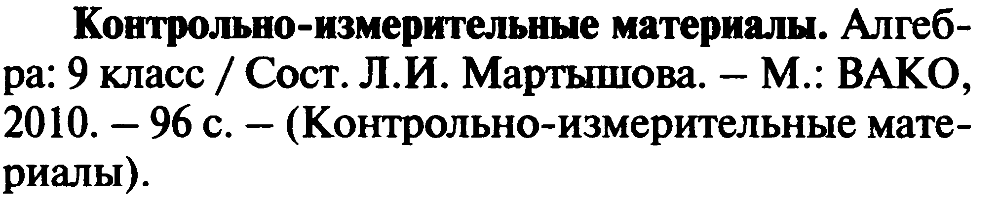 Контрольно-измерительные материалы. Алгеб-
ра: 9 класс / Сост. Л.И. Мартышова. – М.: ВАКО,
2010. – 96 с. – (Контрольно-измерительные мате-
риалы).